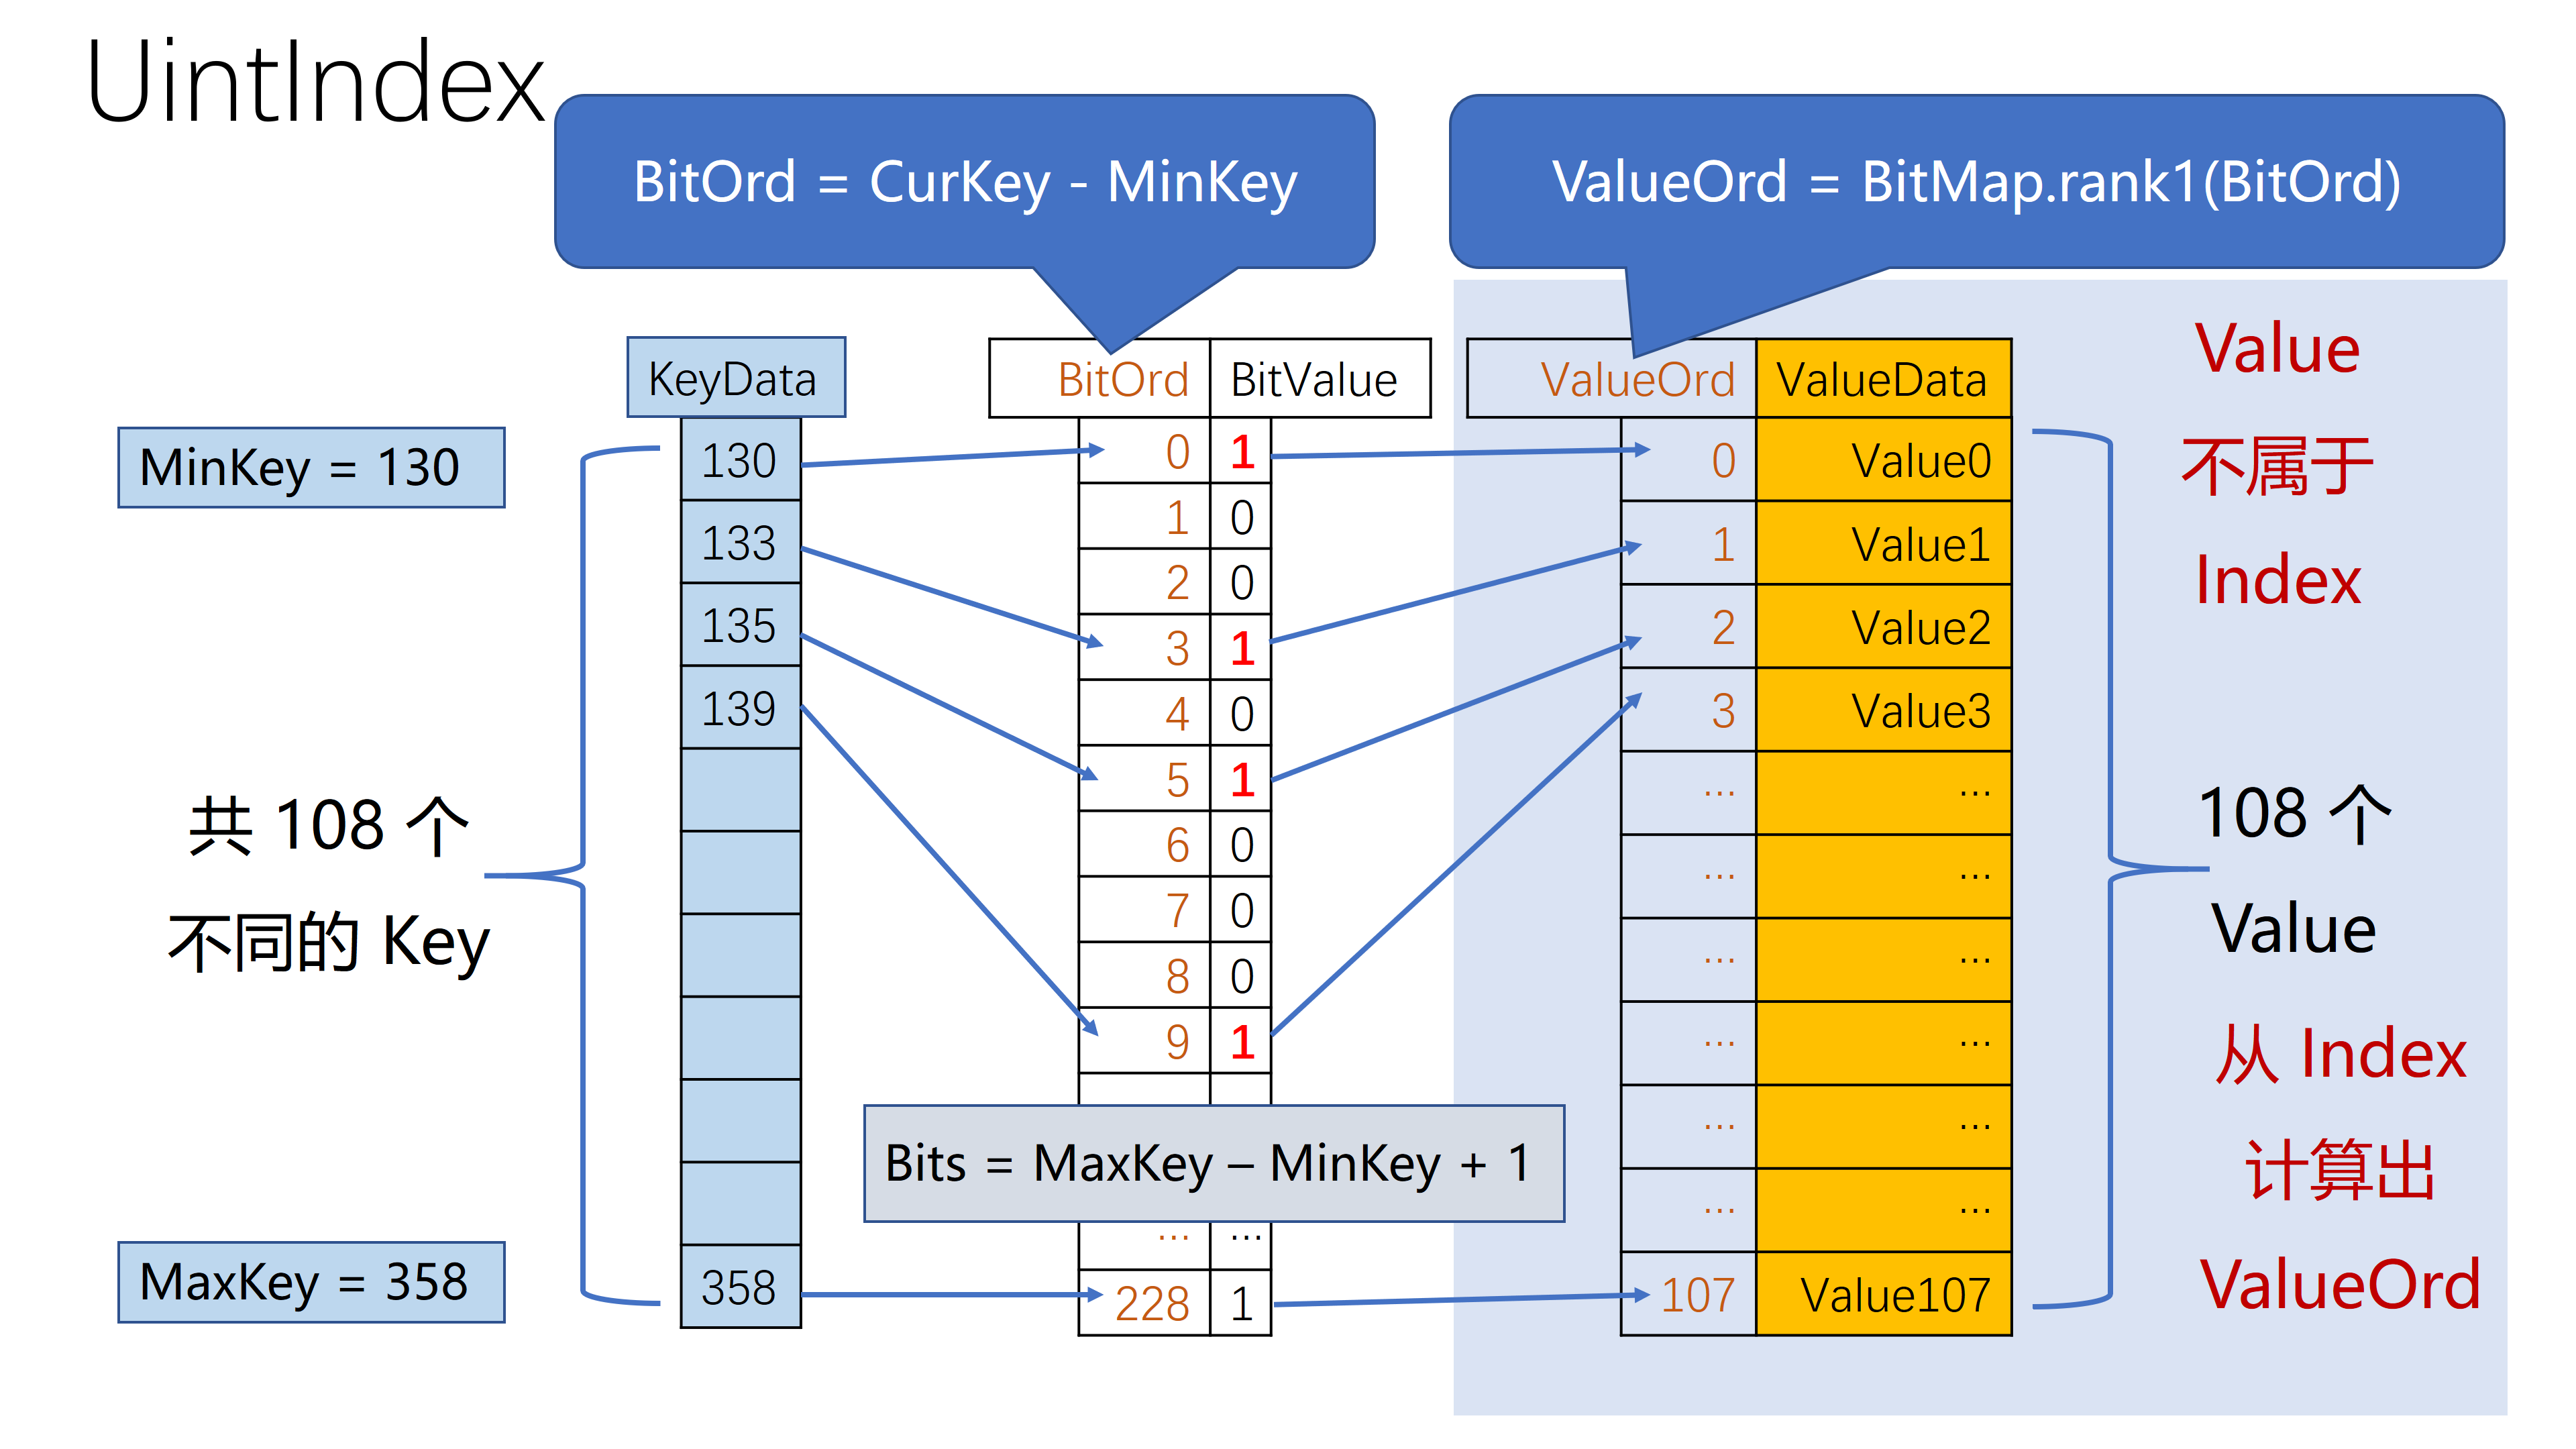 UintIndex
BitOrd = CurKey - MinKey
ValueOrd = BitMap.rank1(BitOrd)
MinKey = 130
共 108 个
不同的 Key
MaxKey = 358
KeyData
130
133
135
139
358
BitOrd BitValue
0 1
1 0
2 0
3 1
4 0
5 1
6 0
7 0
8 0
9 1
Bits = MaxKey – MinKey + 1
... ...
228 1
ValueOrd ValueData
0 Value0
1 Value1
2 Value2
3 Value3
... ...
... ...
... ...
... ...
... ...
... ...
107 Value107
Value
不属于
Index
108 个
Value
从 Index
计算出
ValueOrd